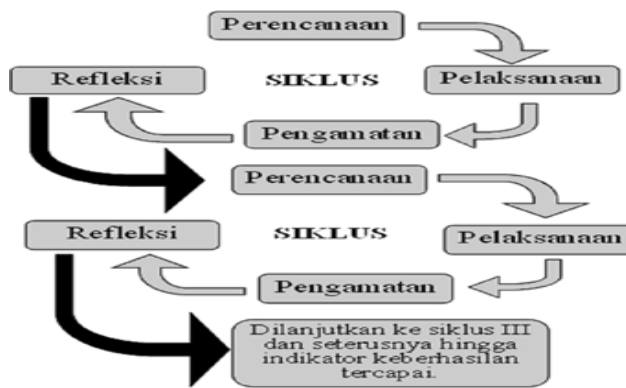 Perencanaan
Refleksi
SIKLUS
Pelaksanaan
Pengamatan
Perencanaan
Refleksi
SIKLUS
Pelaksanaan
Pengamatan
Dilanjutkan ke siklus III
dan seterusnya hingga
indikator keberhasilan
tercapai.